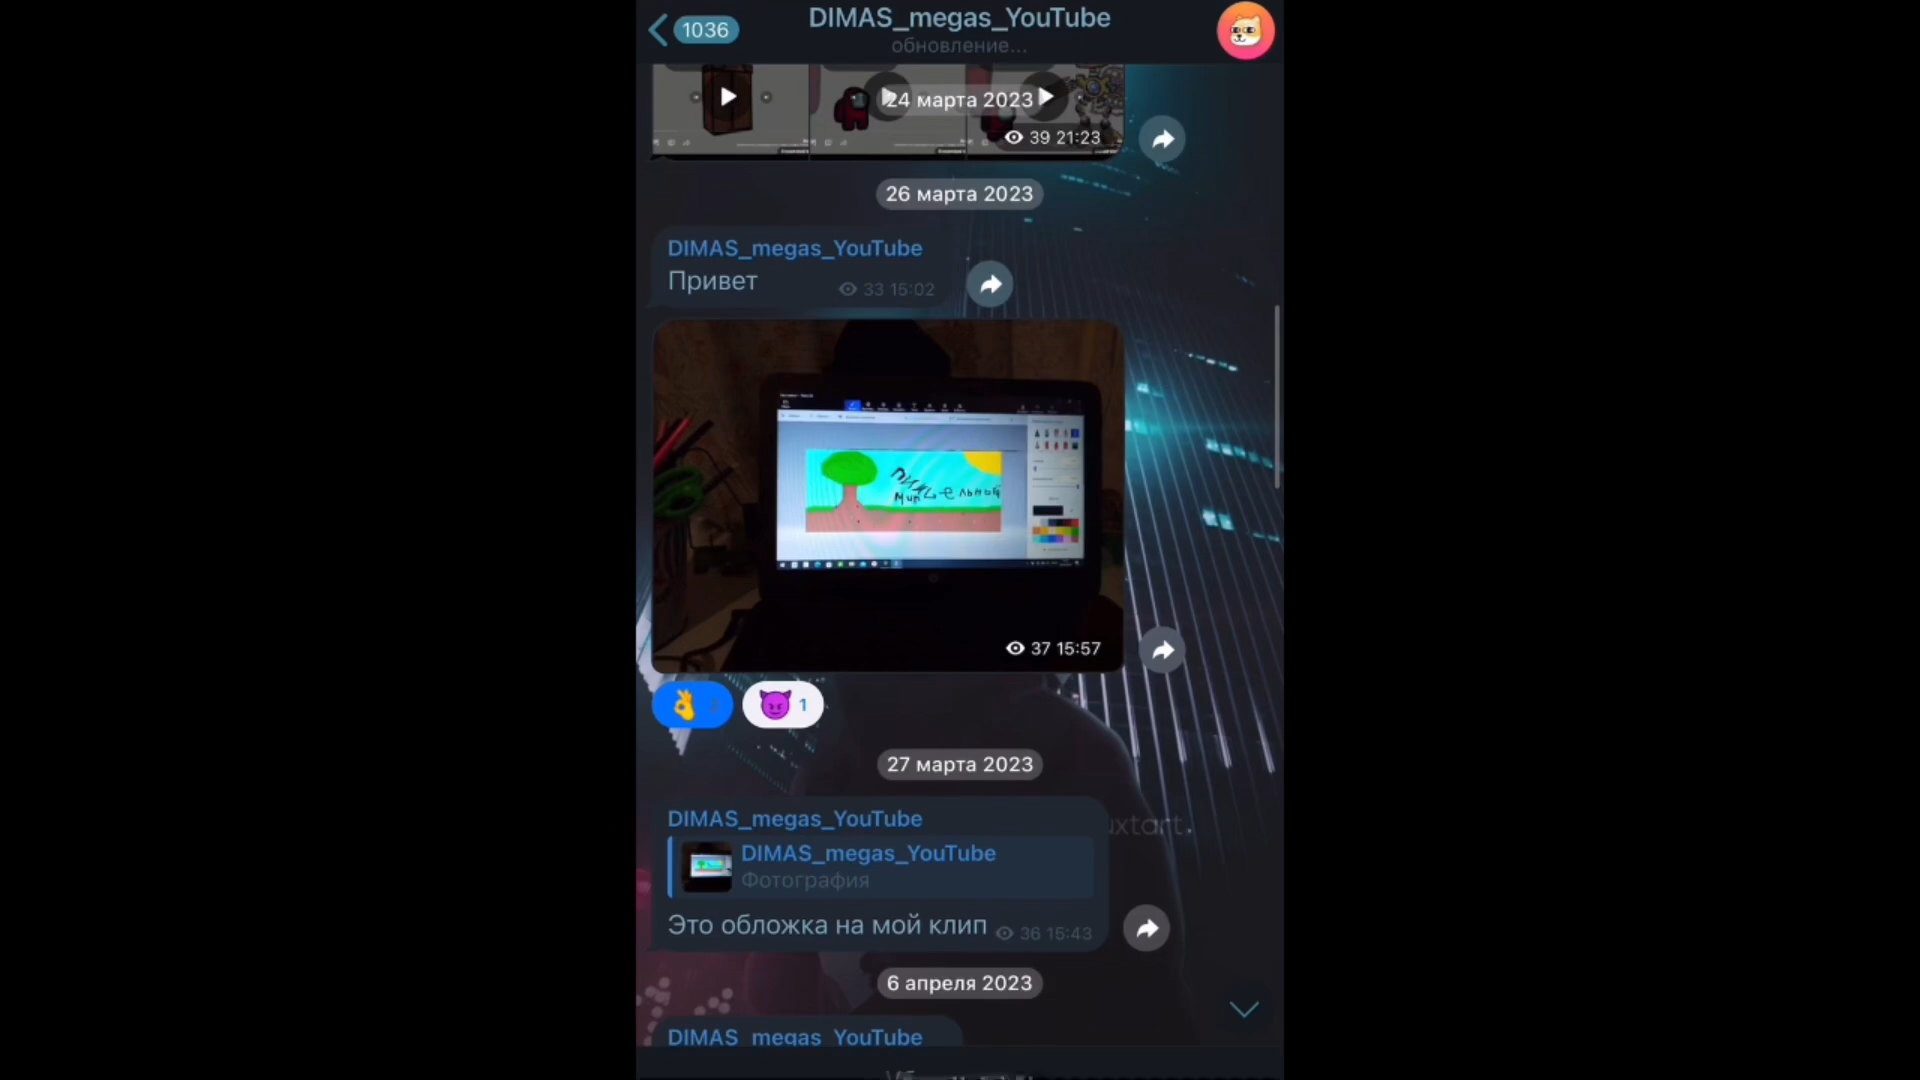 1036
DIMAS_megas_YouTube
обновление...
24 марта 2023
39 21:23
26 марта 2023
DIMAS_megas_YouTube
Привет
33 15:02
37 15:57
1
27 марта 2023
DIMAS_megas_YouTube
DIMAS_megas_YouTube
Фотография
Это обложка на мой клип
36 15:43
6 апреля 2023
DIMAS_megas_YouTube